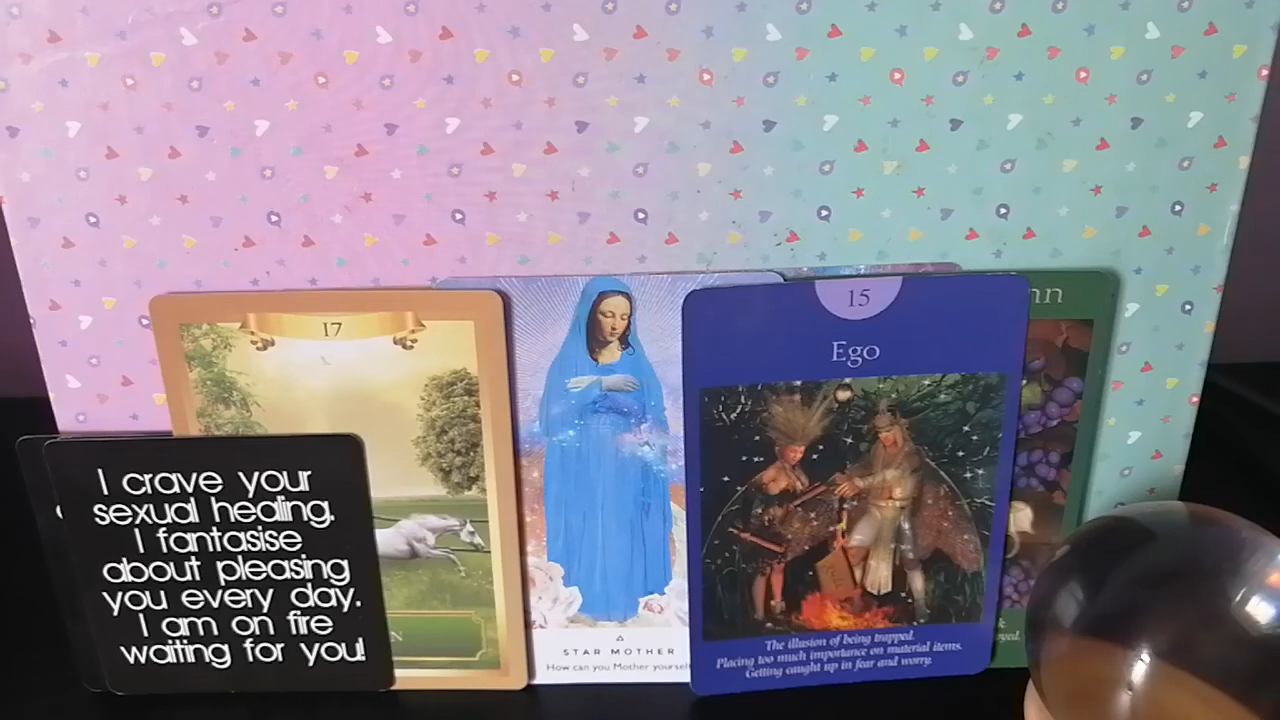 17
I crave your
sexual healing.
I fantasise
about pleasing
you every day.
I am on fire
waiting for you!
STAR MOTHER
How can you Mother yourself
15
Ego
The illusion of being trapped.
Placing too much importance on material items.
Getting caught up in fear and worry.